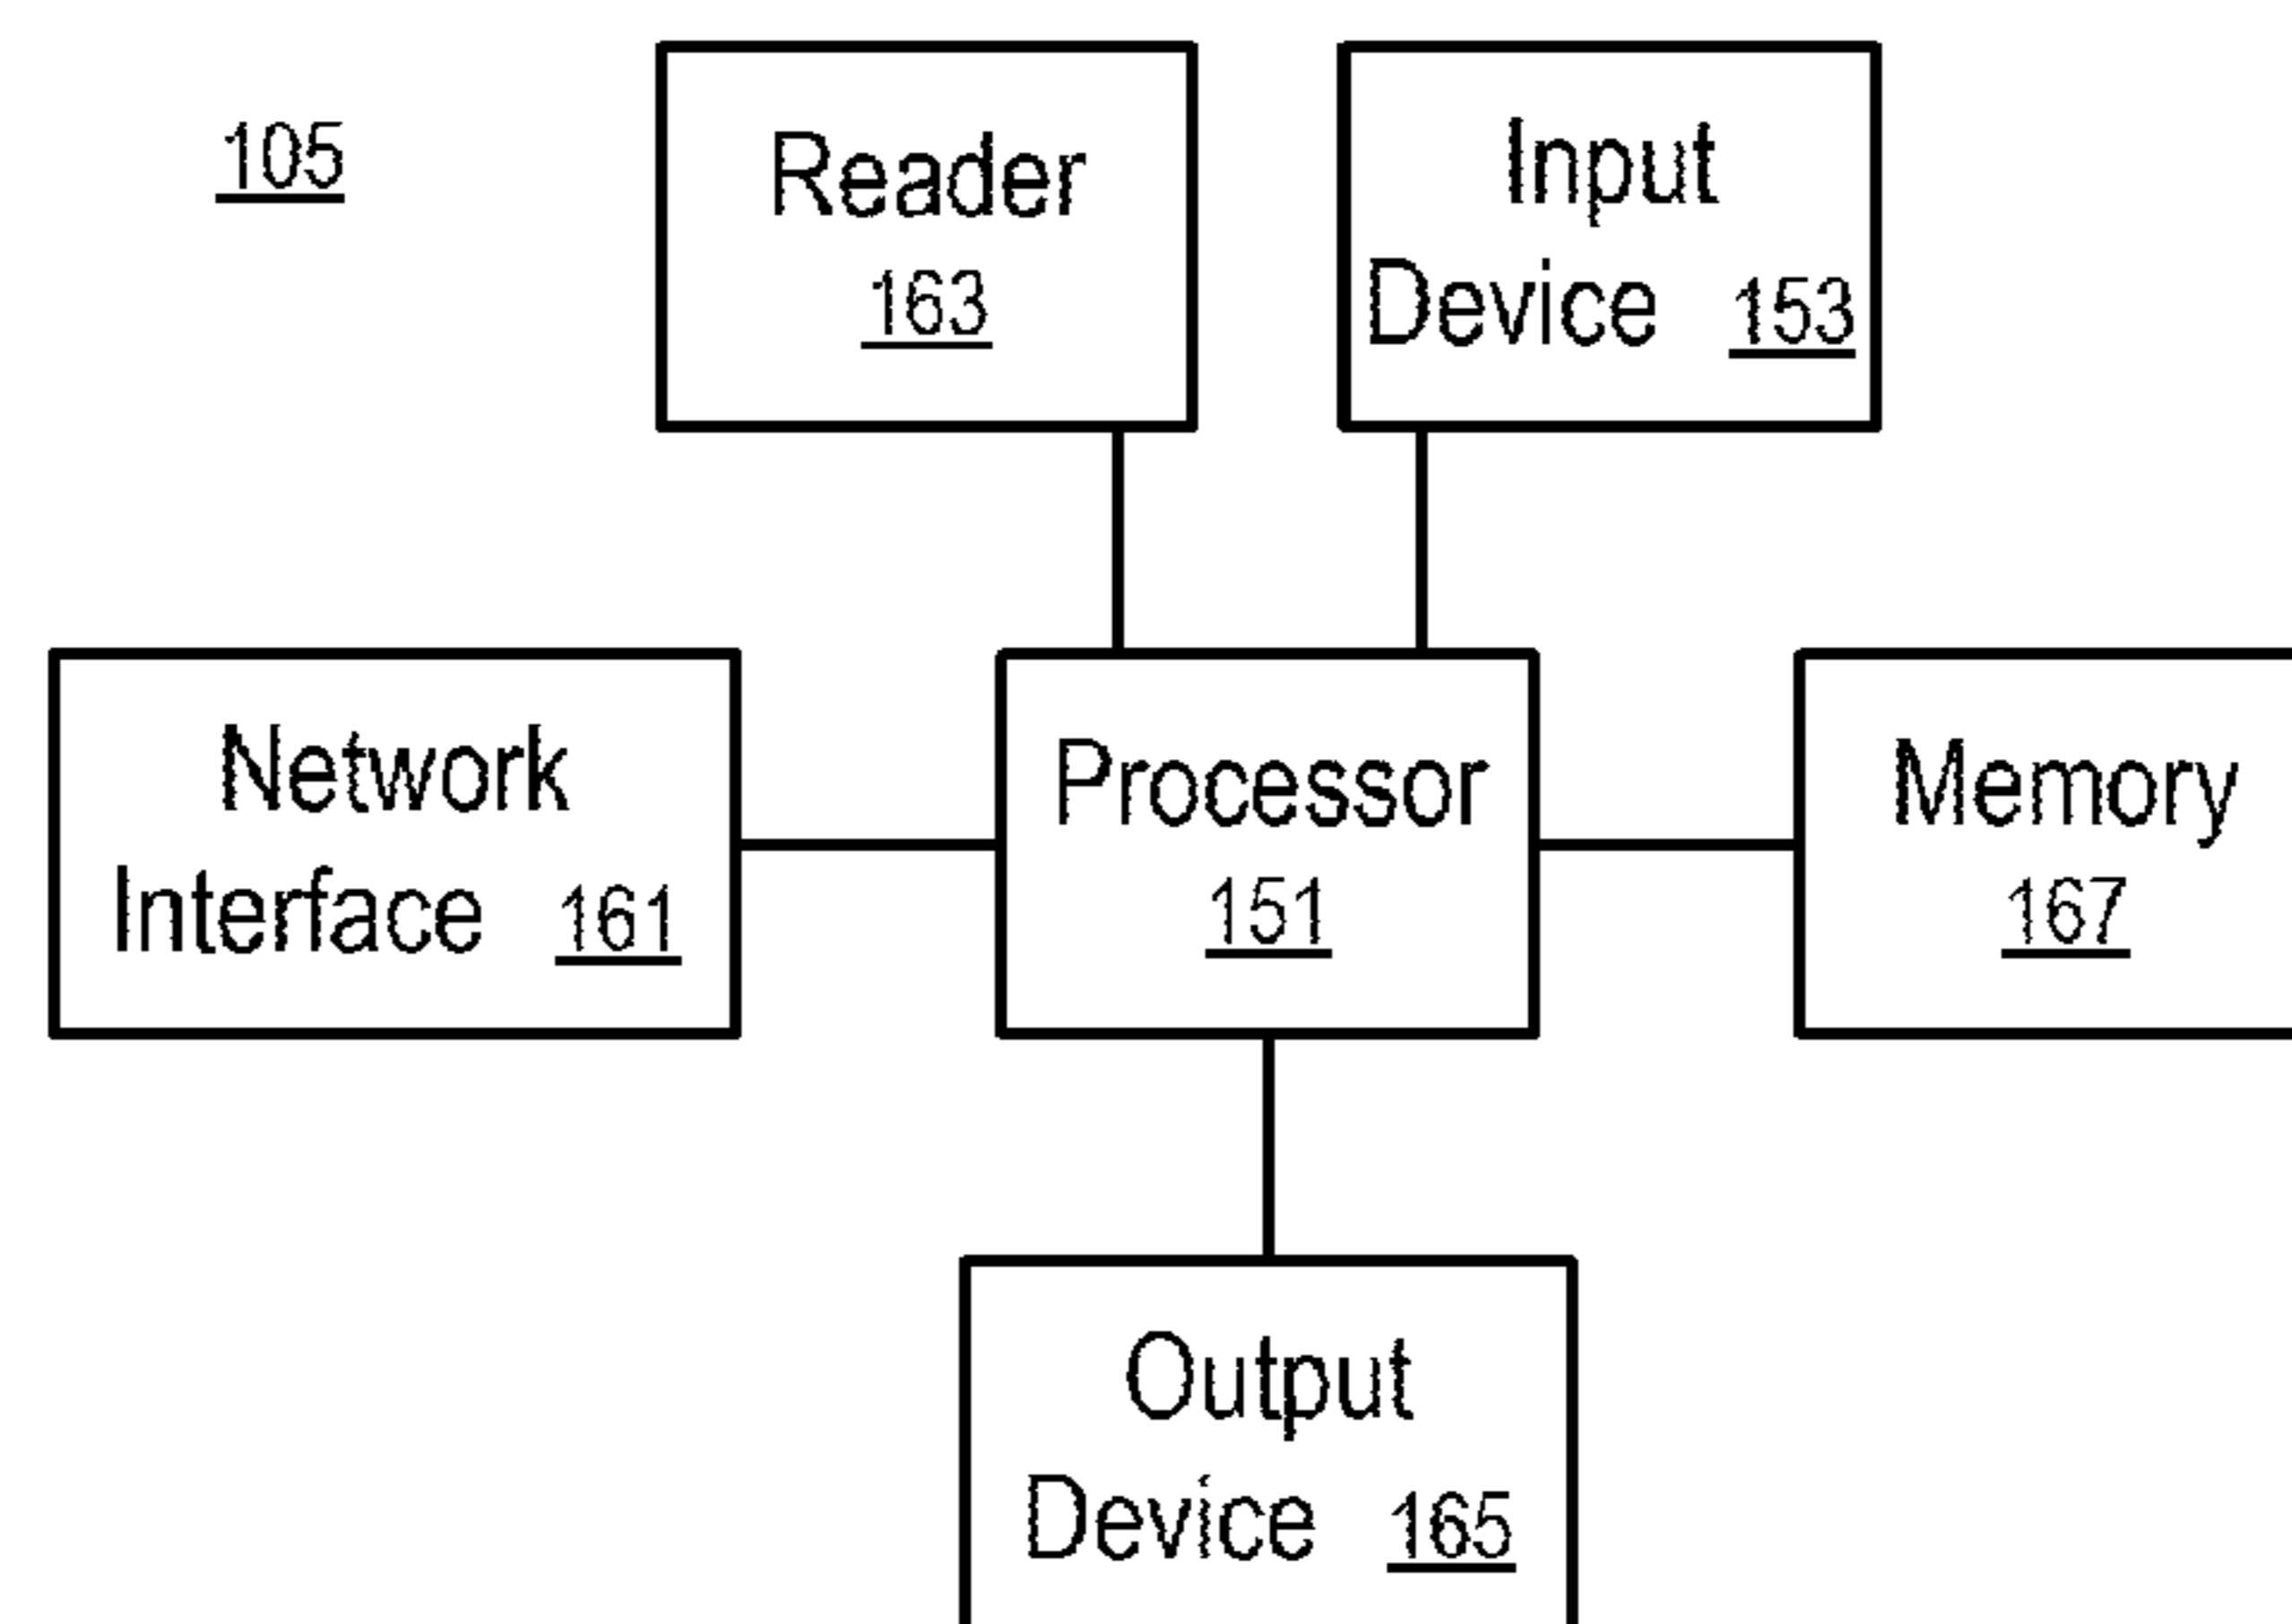 105
Reader
163
Input
Device 153
Network
Interface 161
Processor
151
Memory
167
Output
Device 165